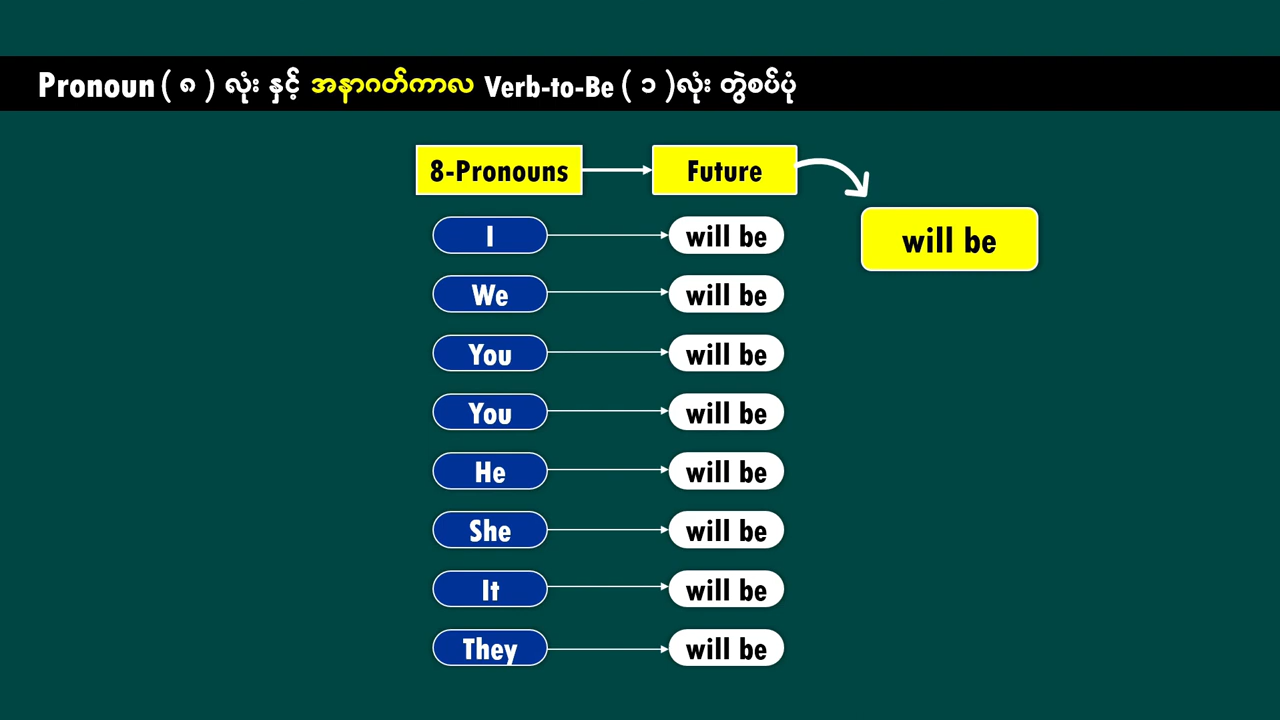 Pronoun ( ၈ ) လုံး နှင့် အနာဂတ်ကာလ Verb-to-Be ( ၁ )လုံး တွဲစပ်ပုံ
8-Pronouns Future
will be
I will be
We will be
You will be
You will be
He will be
She will be
It will be
They will be